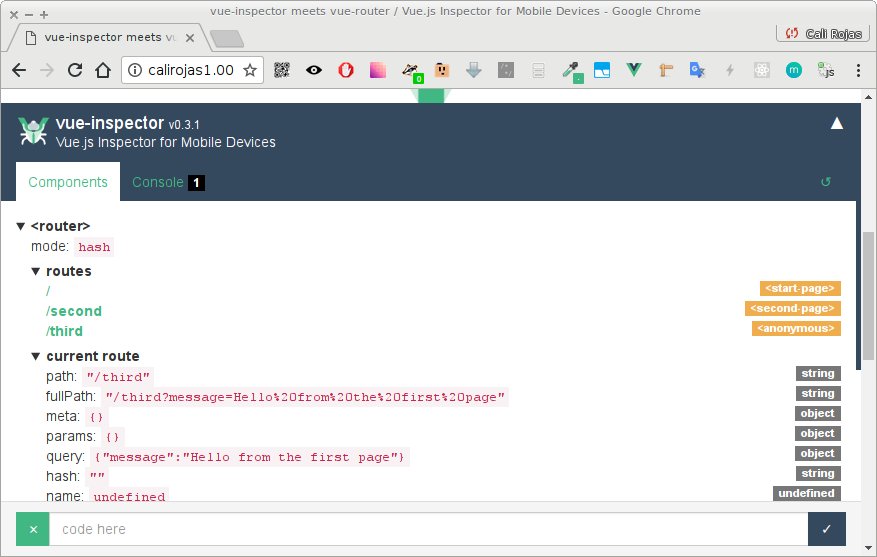 vue-inspector meets vue-router / Vue.js Inspector for Mobile Devices - Google Chrome
vue-inspector meets vu
Cali Rojas
calirojas1.00
0
js
m
vue-inspector v0.3.1
Vue.js Inspector for Mobile Devices
Components
Console 1
<router>
mode: hash
routes
/ <start-page>
/second <second-page>
/third <anonymous>
current route
path: "/third" string
fullPath: "/third?message=Hello%20from%20the%20first%20page" string
meta: {} object
params: {} object
query: {"message":"Hello from the first page"} object
hash: "" string
name: undefined undefined
code here